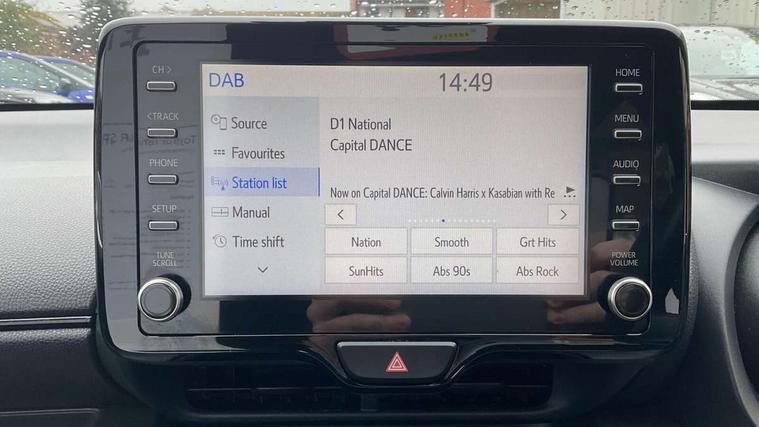 CH >
<TRACK
PHONE
SETUP
TUNE
SCROLL
DAB
14:49
Source
Favourites
Station list
Manual
Time shift
D1 National
Capital DANCE
Now on Capital DANCE: Calvin Harris x Kasabian with Re
Nation
Smooth
Grt Hits
SunHits
Abs 90s
Abs Rock
HOME
MENU
AUDIO
MAP
POWER
VOLUME